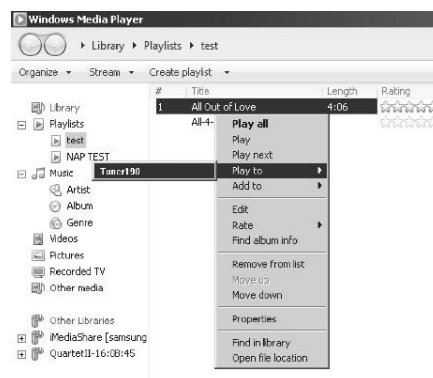 Windows Media Player
Library Playlists test
Organize Stream Create playlist
# Title Length Rating
1 All Out of Love 4:06
All-4-
Library
Playlists
test
NAP TEST
Music
Artist
Album
Genre
Videos
Pictures
Recorded TV
Other media
Other Libraries
iMediaShare [samsung
QuartetII-16:0B:45
Tuner190
Play all
Play
Play next
Play to
Add to
Edit
Rate
Find album info
Remove from list
Move up
Move down
Properties
Find in library
Open file location